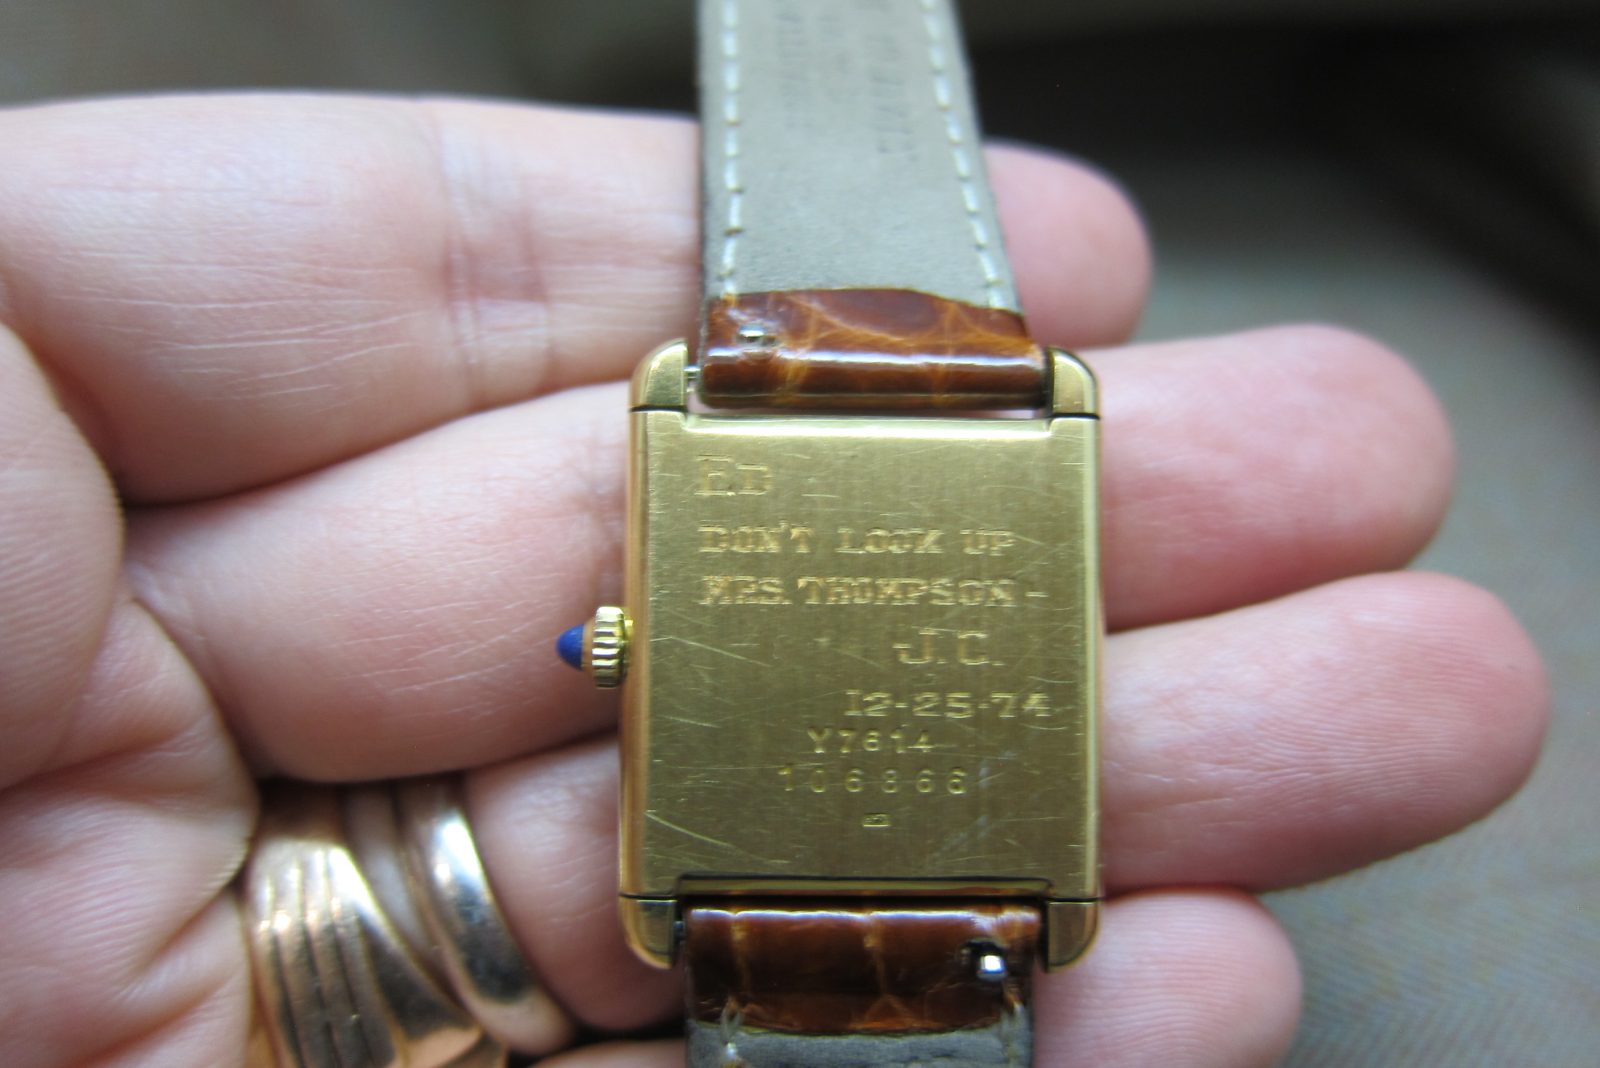 ED
DON'T LOOK UP
MRS. THOMPSON -
J.C.
12-25-74
Y7614
106866